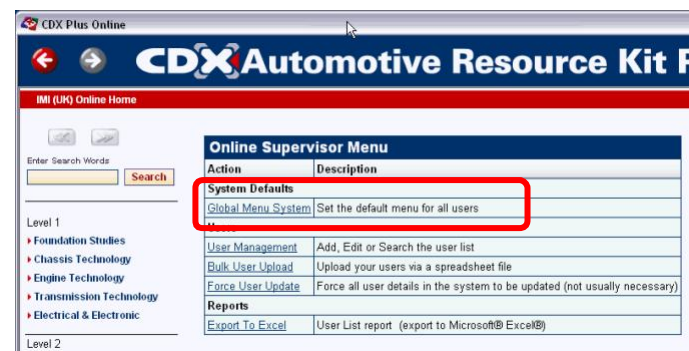 CDX Plus Online
CDX Automotive Resource Kit
IMI (UK) Online Home
Enter Search Words
Search
Level 1
Foundation Studies
Chassis Technology
Engine Technology
Transmission Technology
Electrical & Electronic
Level 2
Online Supervisor Menu
Action Description
System Defaults
Global Menu System Set the default menu for all users
User Management Add, Edit or Search the user list
Bulk User Upload Upload your users via a spreadsheet file
Force User Update Force all user details in the system to be updated (not usually necessary)
Reports
Export To Excel User List report (export to Microsoft® Excel®)